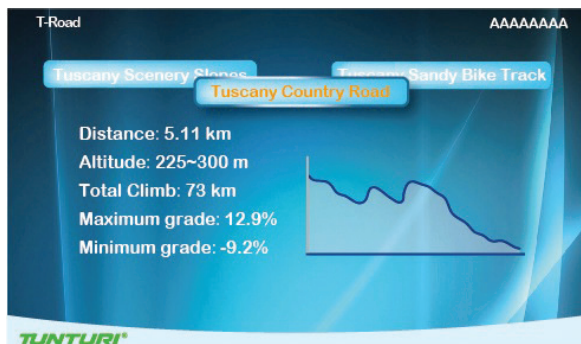 T-Road
AAAAAAAA
Tuscany Scenery Slopes
Tuscany Sandy Bike Track
Tuscany Country Road
Distance: 5.11 km
Altitude: 225~300 m
Total Climb: 73 km
Maximum grade: 12.9%
Minimum grade: -9.2%
TUNTURI®